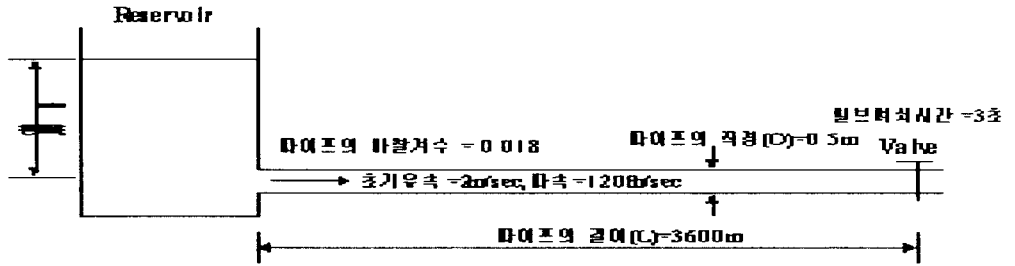 Reservoir
밸브폐쇄시간 =3초
파이프의 마찰계수 =0.018
파이프의 직경(D)=0.5m
Valve
초기유속 =2m/sec, 파속 =1208m/sec
파이프의 길이(L)=3600m